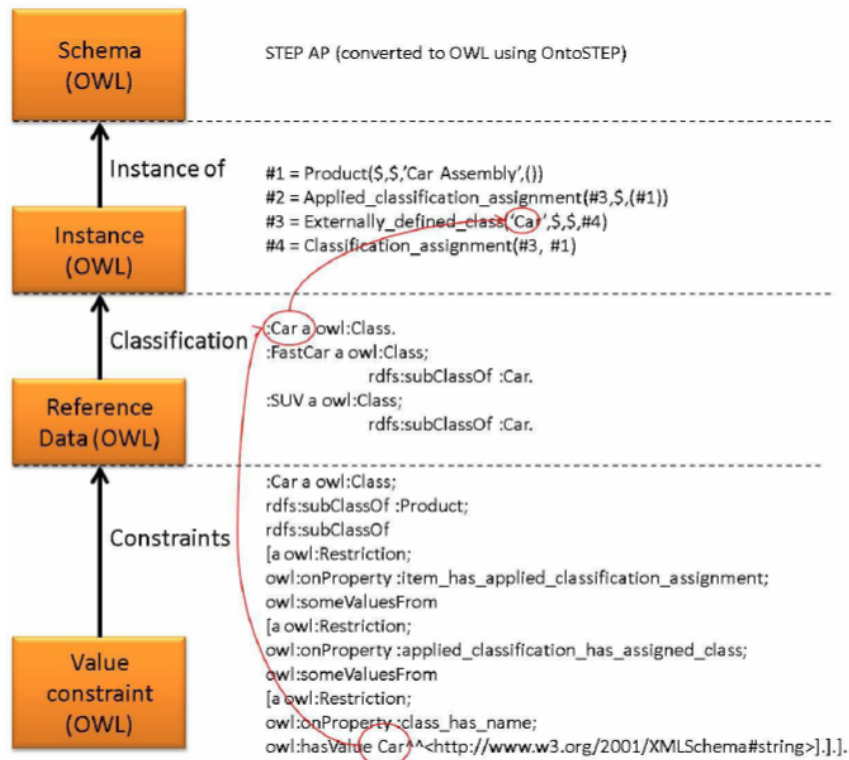 Schema
(OWL)
STEP AP (converted to OWL using OntoSTEP)
Instance of
#1 = Product($,$,'Car Assembly',())
#2 = Applied_classification_assignment(#3,$,(#1))
#3 = Externally_defined_class('Car',$,$,#4)
#4 = Classification_assignment(#3, #1)
Instance
(OWL)
Classification
:Car a owl:Class.
:FastCar a owl:Class;
rdfs:subClassOf :Car.
:SUV a owl:Class;
rdfs:subClassOf :Car.
Reference
Data (OWL)
Constraints
:Car a owl:Class;
rdfs:subClassOf :Product;
rdfs:subClassOf
[a owl:Restriction;
owl:onProperty :item_has_applied_classification_assignment;
owl:someValuesFrom
[a owl:Restriction;
owl:onProperty :applied_classification_has_assigned_class;
owl:someValuesFrom
[a owl:Restriction;
owl:onProperty :class_has_name;
owl:hasValue Car^^<http://www.w3.org/2001/XMLSchema#string>].].].
Value
constraint
(OWL)